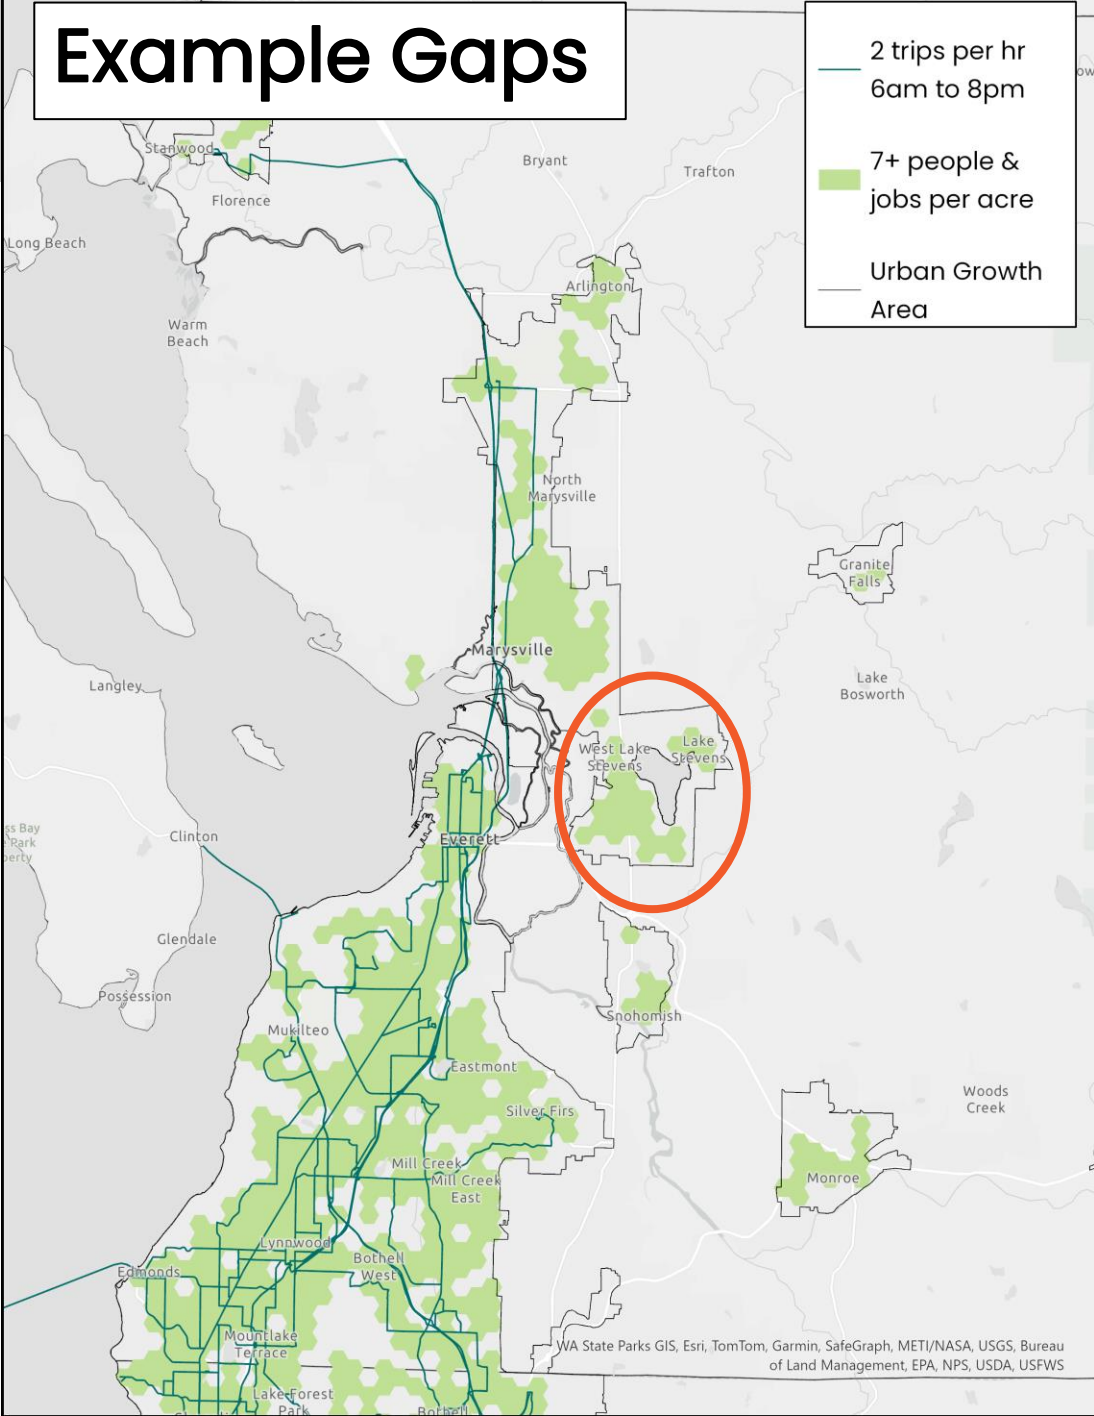 Example Gaps
2 trips per hr
6am to 8pm
7+ people &
jobs per acre
Urban Growth
Area
Stanwood
Bryant
Trafton
Florence
Long Beach
Arlington
Warm
Beach
North
Marysville
Granite
Falls
Marysville
Langley
Lake
Bosworth
West Lake
Stevens
Lake
Stevens
Clinton
Everett
Glendale
Possession
Snohomish
Mukilteo
Eastmont
Woods
Creek
Silver Firs
Mill Creek
Mill Creek
East
Monroe
Lynnwood
Bothell
West
Edmonds
Mountlake
Terrace
WA State Parks GIS, Esri, TomTom, Garmin, SafeGraph, METI/NASA, USGS, Bureau
of Land Management, EPA, NPS, USDA, USFWS
Lake Forest
Park
Bothell